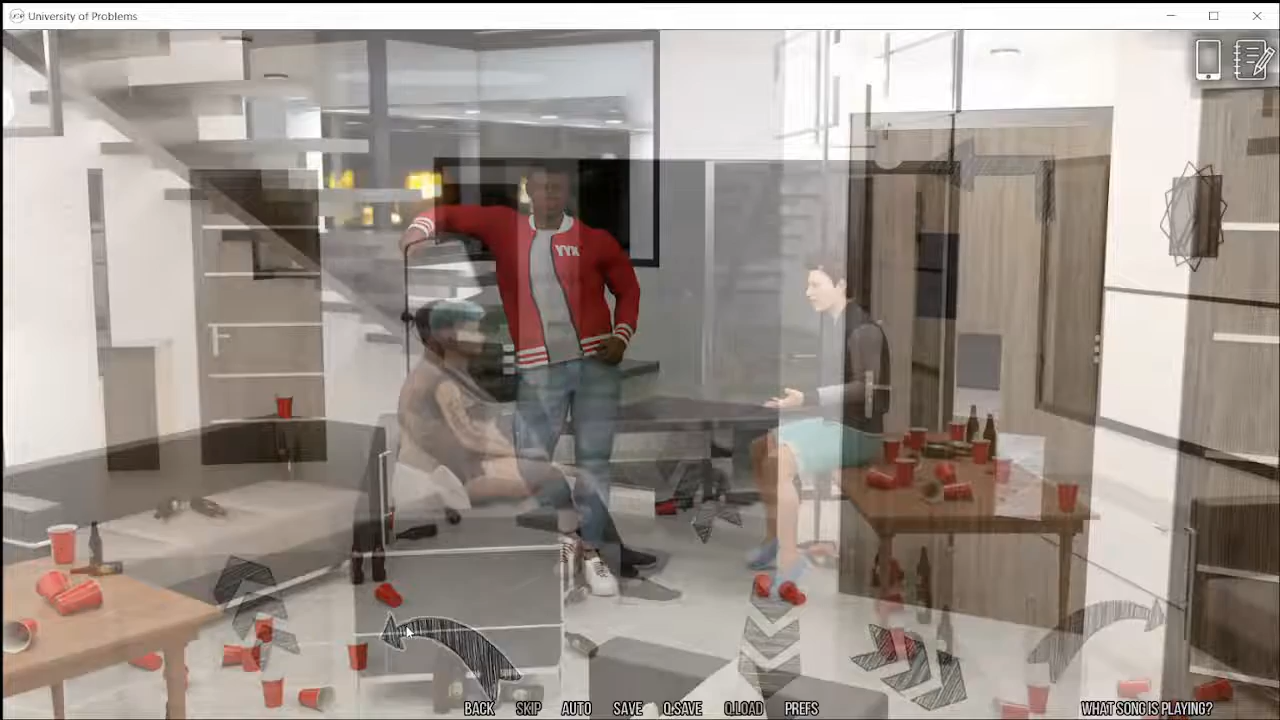 University of Problems
YYK
BACK SKIP AUTO SAVE Q.SAVE Q.LOAD PREFS WHAT SONG IS PLAYING?